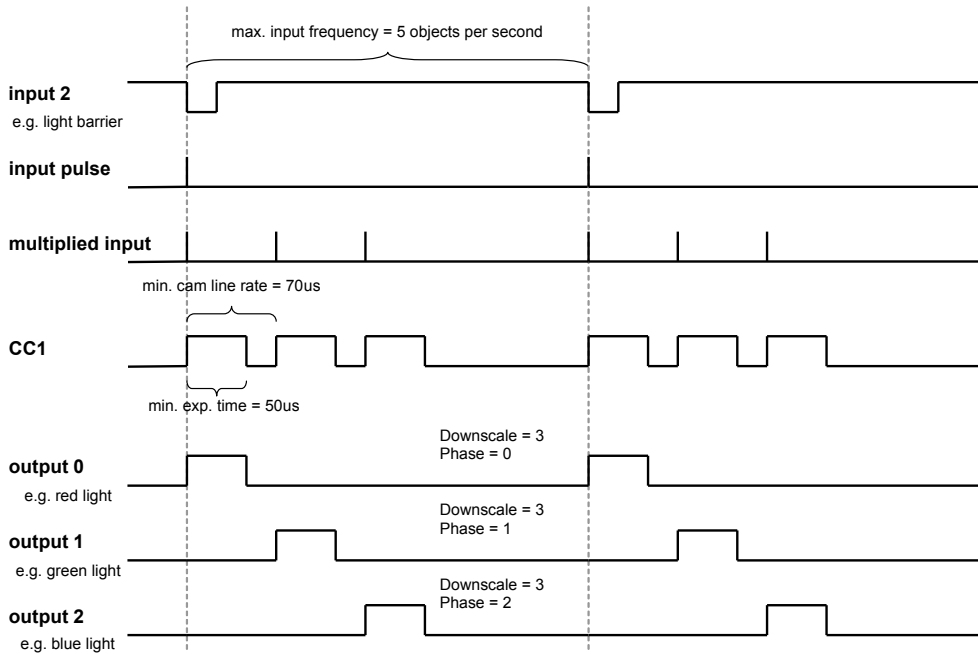 max. input frequency = 5 objects per second
input 2
e.g. light barrier
input pulse
multiplied input
min. cam line rate = 70us
CC1
min. exp. time = 50us
Downscale = 3
Phase = 0
output 0
e.g. red light
Downscale = 3
Phase = 1
output 1
e.g. green light
Downscale = 3
Phase = 2
output 2
e.g. blue light